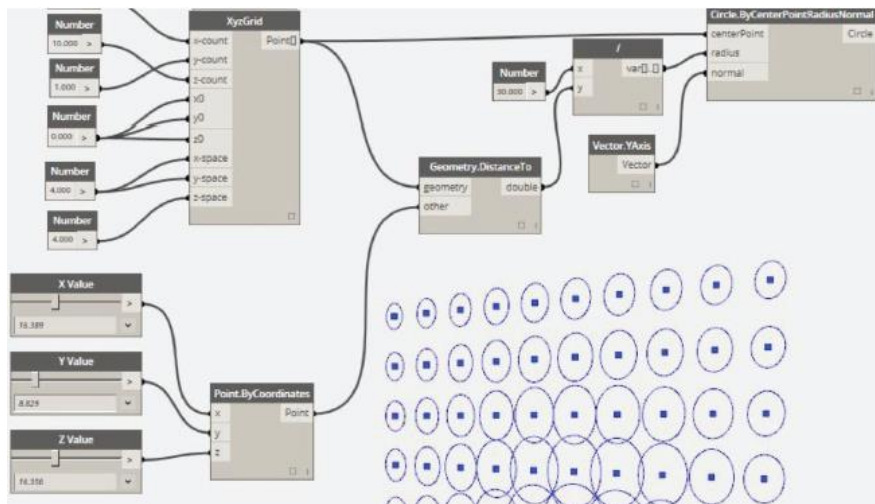 XyzGrid
x-count
Point[]
y-count
z-count
x0
y0
z0
x-space
y-space
z-space
Number
10.000 >
Number
1.000 >
Number
0.000 >
Number
4.000 >
Number
4.000 >
Circle.ByCenterPointRadiusNormal
centerPoint
Circle
radius
normal
/
x
var[]..[]
y
Number
30.000 >
Vector.YAxis
Vector
Geometry.DistanceTo
geometry
double
other
X Value
>
16.389
Y Value
>
8.829
Z Value
>
Point.ByCoordinates
x
Point
y
z